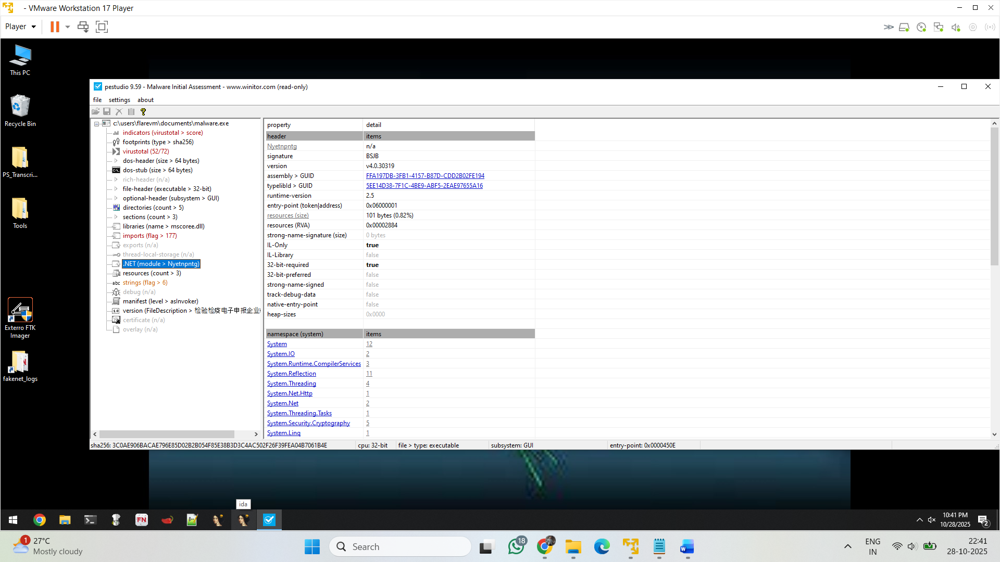 - VMware Workstation 17 Player
Player
This PC
Recycle Bin
PS_Transcri...
Tools
Exterro FTK
Imager
fakenet_logs
pestudio 9.59 - Malware Initial Assessment - www.winitor.com (read-only)
file settings about
c:\users\flarevm\documents\malware.exe
indicators (virustotal > score)
footprints (type > sha256)
virustotal (52/72)
dos-header (size > 64 bytes)
dos-stub (size > 64 bytes)
rich-header (n/a)
file-header (executable > 32-bit)
optional-header (subsystem > GUI)
directories (count > 5)
sections (count > 3)
libraries (name > mscoree.dll)
imports (flag > 177)
exports (n/a)
thread-local-storage (n/a)
.NET (module > Nyetnpntg)
resources (count > 3)
abc strings (flag > 6)
debug (n/a)
manifest (level > asInvoker)
1.0 version (FileDescription > 检验检疫电子申报企业
certificate (n/a)
overlay (n/a)
property detail
header items
Nyetnpntg n/a
signature BSJB
version v4.0.30319
assembly > GUID FFA197DB-3FB1-4157-B87D-CDD2B02FE194
typelibId > GUID 5EE14D38-7F1C-4BE9-ABF5-2EAE97655A16
runtime-version 2.5
entry-point (token|address) 0x06000001
resources (size) 101 bytes (0.82%)
resources (RVA) 0x00002884
strong-name-signature (size) 0 bytes
IL-Only true
IL-Library false
32-bit-required true
32-bit-preferred false
strong-name-signed false
track-debug-data false
native-entry-point false
heap-sizes 0x0000
namespace (system) items
System 12
System.IO 2
System.Runtime.CompilerServices 3
System.Reflection 11
System.Threading 4
System.Net.Http 1
System.Net 2
System.Threading.Tasks 1
System.Security.Cryptography 5
System.Linq 1
sha256: 3C0AE906BACAE796E85D02B2B054F85E38B3D3C4AC502F26F39FEA04B7061B4E cpu: 32-bit file > type: executable subsystem: GUI entry-point: 0x0000450E
ida
FN
10:41 PM
10/28/2025
2
1
27°C
Mostly cloudy
Search
18
ENG
IN
22:41
28-10-2025